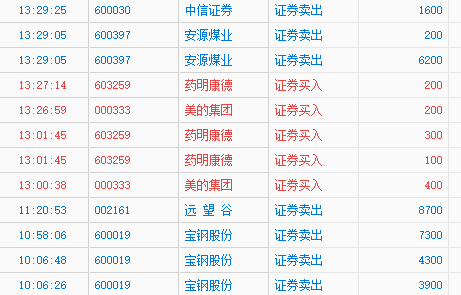 13:29:25 600030 中信证券 证券卖出 1600
13:29:05 600397 安源煤业 证券卖出 200
13:29:05 600397 安源煤业 证券卖出 6200
13:27:14 603259 药明康德 证券买入 200
13:26:59 000333 美的集团 证券买入 200
13:01:45 603259 药明康德 证券买入 300
13:01:45 603259 药明康德 证券买入 100
13:00:38 000333 美的集团 证券买入 400
11:20:53 002161 远 望 谷 证券卖出 8700
10:58:06 600019 宝钢股份 证券卖出 7300
10:06:48 600019 宝钢股份 证券卖出 4300
10:06:26 600019 宝钢股份 证券卖出 3900